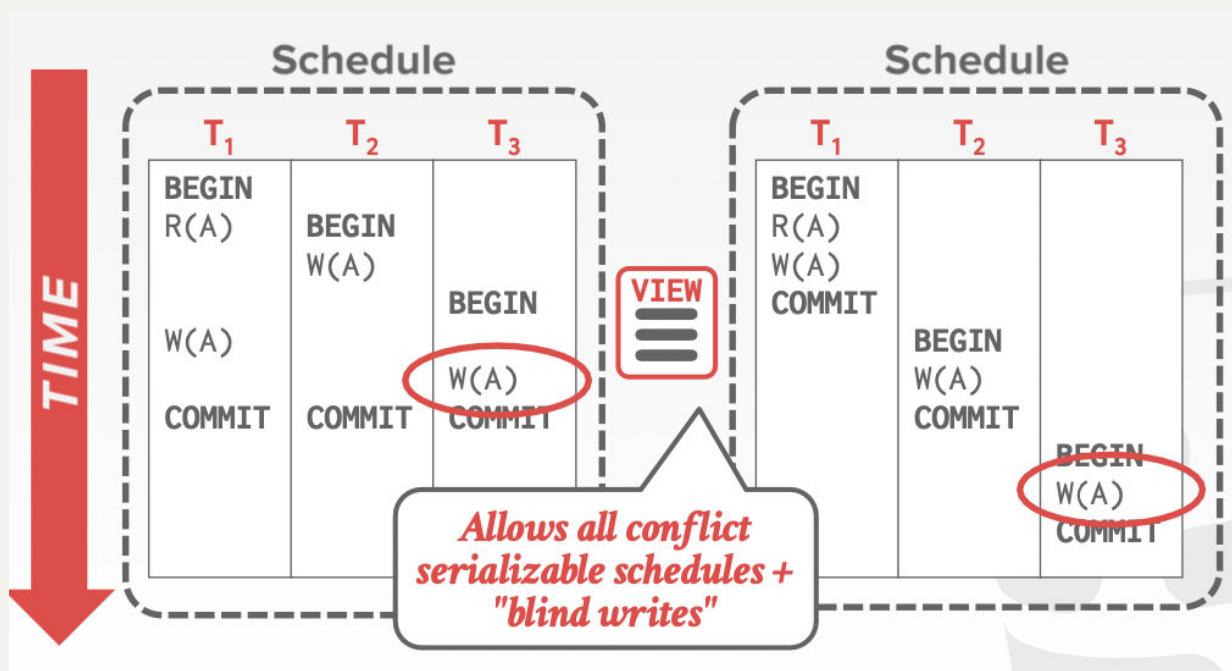 Schedule
T1 T2 T3
BEGIN
R(A) BEGIN
W(A)
BEGIN
W(A)
W(A)
COMMIT COMMIT COMMIT
TIME
VIEW
Allows all conflict
serializable schedules +
"blind writes"
Schedule
T1 T2 T3
BEGIN
R(A)
W(A)
COMMIT
BEGIN
W(A)
COMMIT
BEGIN
W(A)
COMMIT